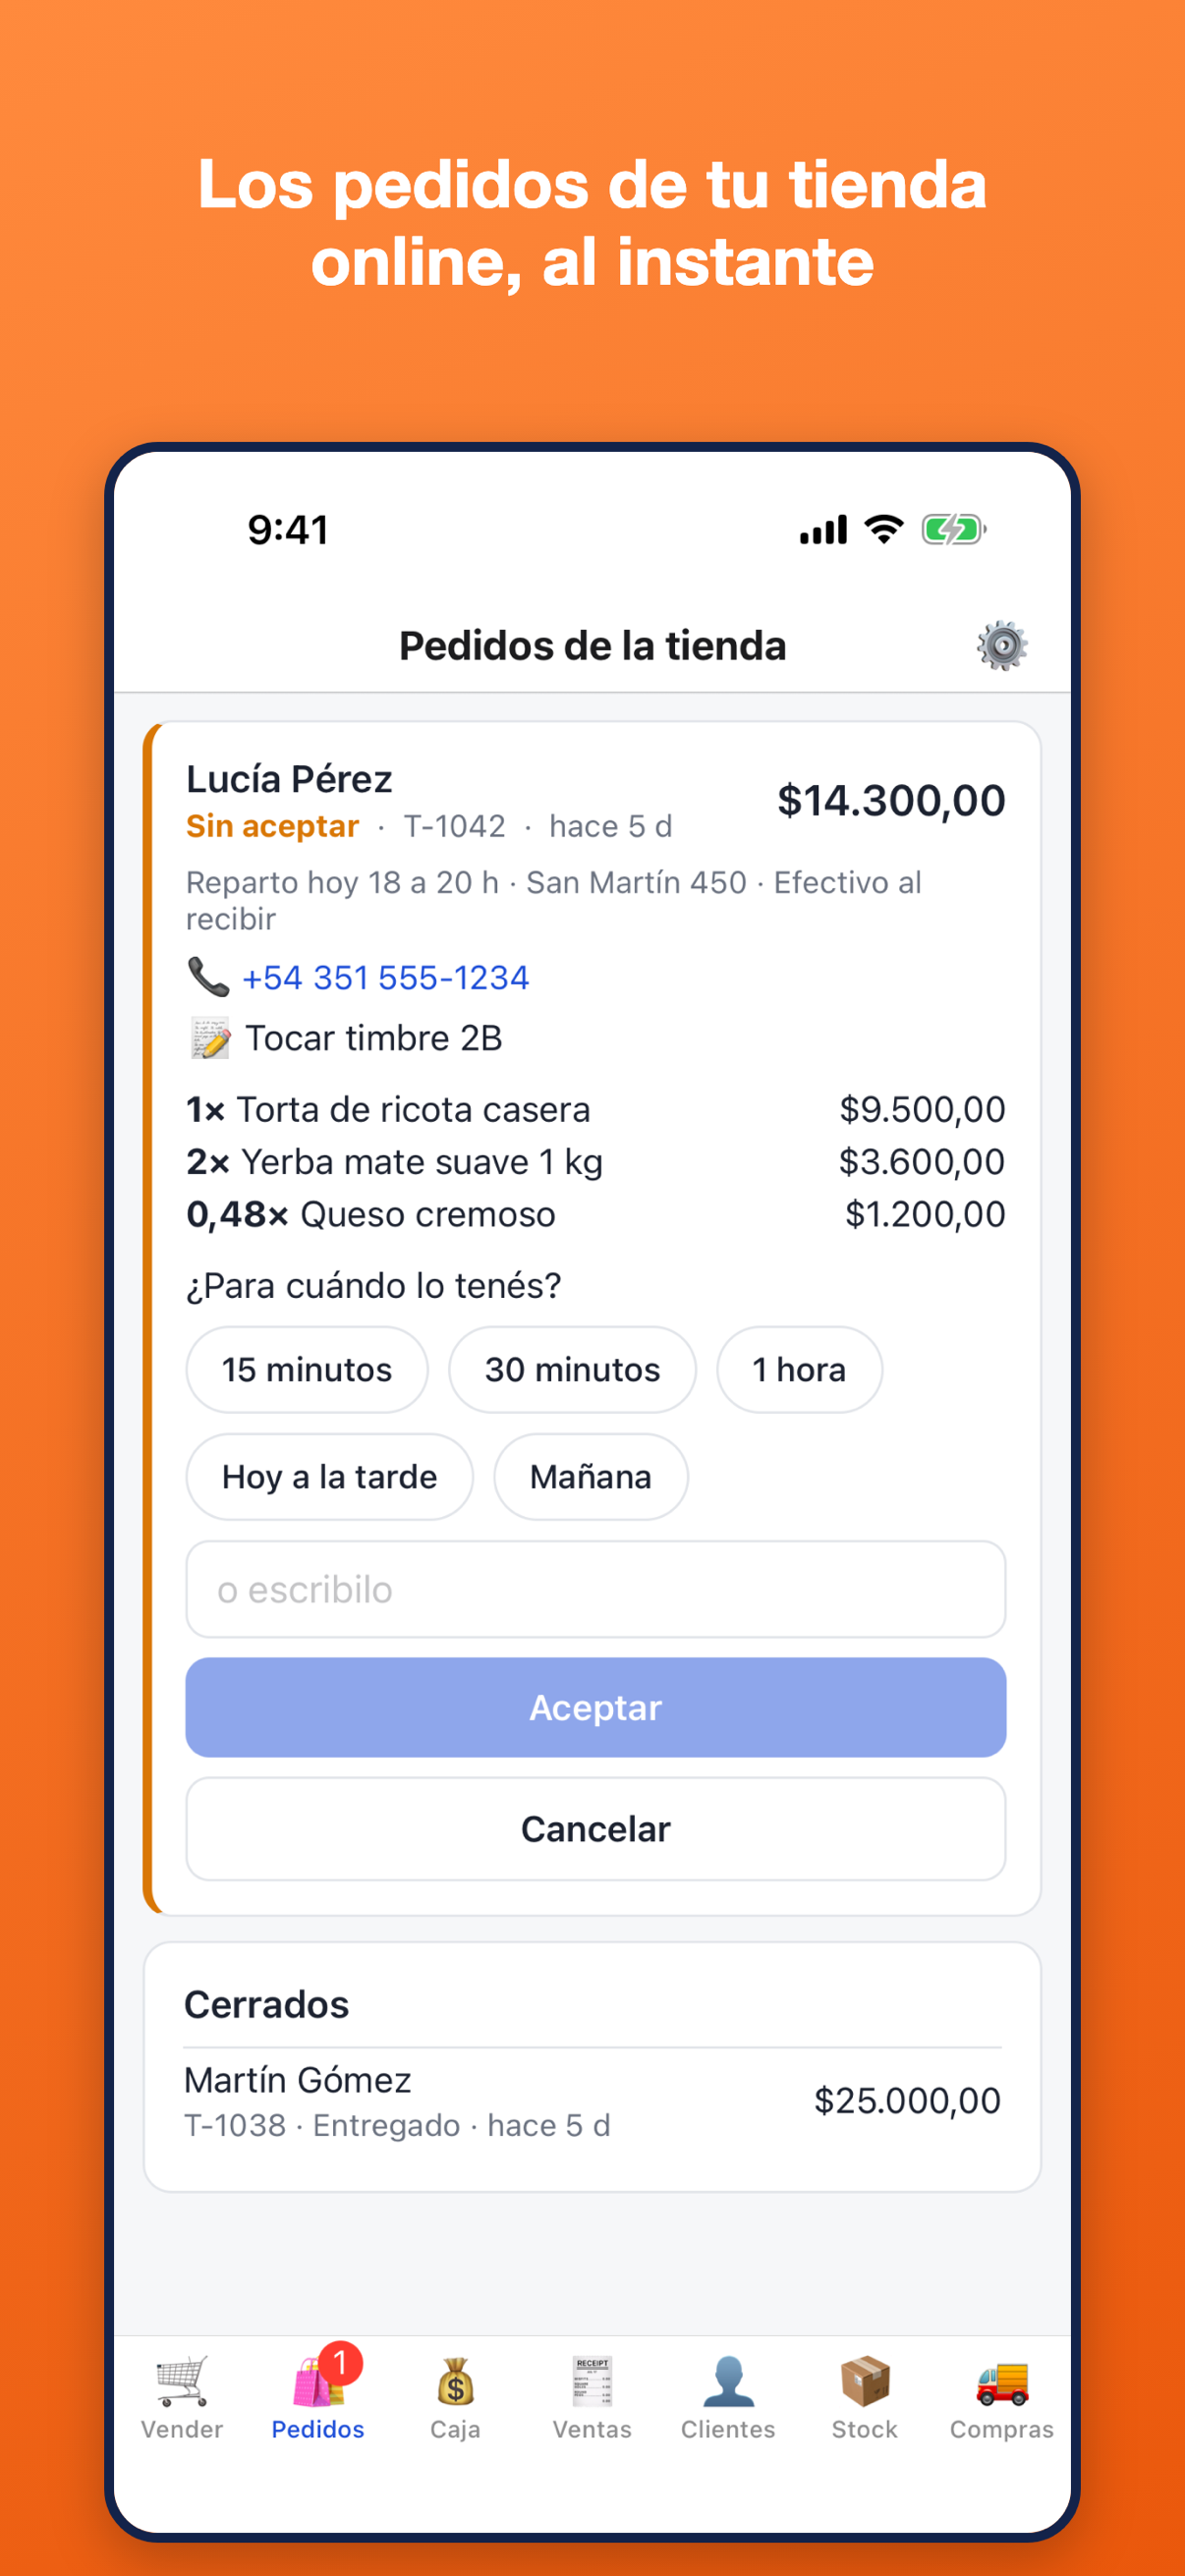 Los pedidos de tu tienda
online, al instante
9:41
Pedidos de la tienda
Lucía Pérez
$14.300,00
Sin aceptar · T-1042 · hace 5 d
Reparto hoy 18 a 20 h · San Martín 450 · Efectivo al
recibir
+54 351 555-1234
Tocar timbre 2B
1× Torta de ricota casera $9.500,00
2× Yerba mate suave 1 kg $3.600,00
0,48× Queso cremoso $1.200,00
¿Para cuándo lo tenés?
15 minutos 30 minutos 1 hora
Hoy a la tarde Mañana
o escribilo
Aceptar
Cancelar
Cerrados
Martín Gómez
$25.000,00
T-1038 · Entregado · hace 5 d
1
RECEIPT
Vender Pedidos Caja Ventas Clientes Stock Compras